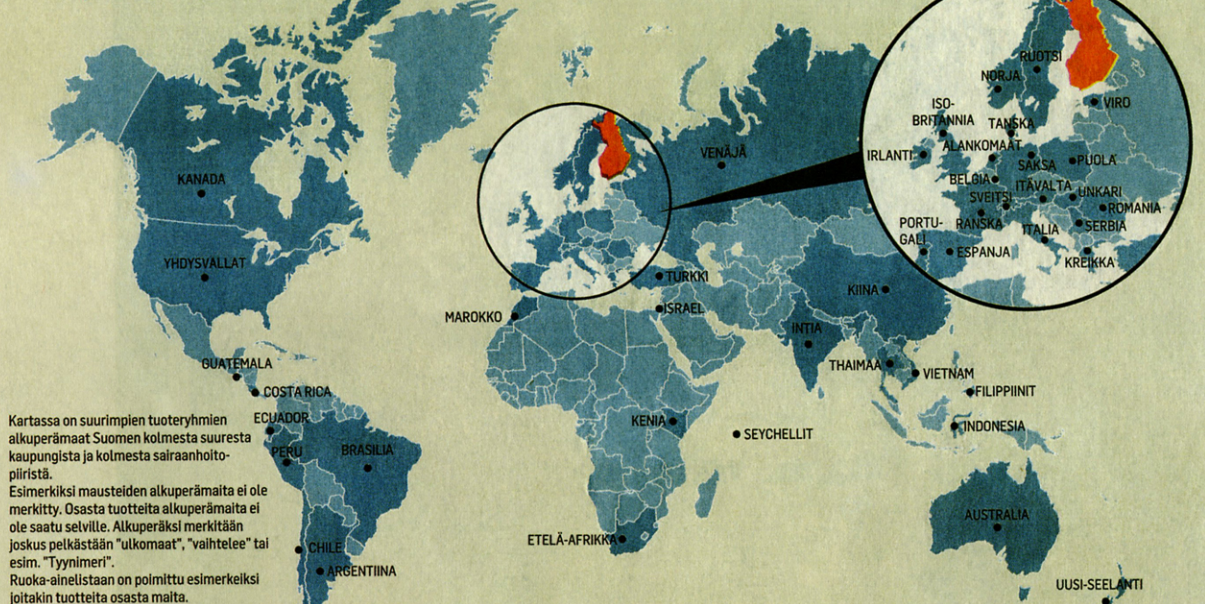 RUOTSI
NORJA
VIRO
ISO-
BRITANNIA
TANSKA
ALANKOMAAT
IRLANTI
SAKSA
PUOLA
BELGIA
ITÄVALTA
UNKARI
SVEITSI
ROMANIA
RANSKA
SERBIA
PORTU-
GALI
ITALIA
ESPANJA
KREIKKA
VENÄJÄ
KANADA
YHDYSVALLAT
TURKKI
KIINA
ISRAEL
MAROKKO
INTIA
GUATEMALA
THAIMAA
VIETNAM
COSTA RICA
FILIPPIINIT
ECUADOR
KENIA
SEYCHELLIT
INDONESIA
PERU
BRASILIA
AUSTRALIA
ETELÄ-AFRIKKA
CHILE
ARGENTIINA
UUSI-SEELANTI
Kartassa on suurimpien tuoteryhmien
alkuperämaat Suomen kolmesta suuresta
kaupungista ja kolmesta sairaanhoito-
piiristä.
Esimerkiksi mausteiden alkuperämaita ei ole
merkitty. Osasta tuotteita alkuperämaita ei
ole saatu selville. Alkuperäksi merkitään
joskus pelkästään "ulkomaat", "vaihtelee" tai
esim. "Tyynimeri".
Ruoka-ainelistaan on poimittu esimerkeiksi
joitakin tuotteita osasta maita.